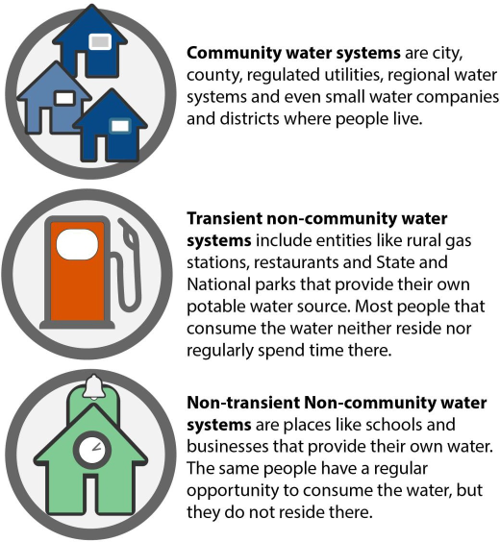 Community water systems are city,
county, regulated utilities, regional water
systems and even small water companies
and districts where people live.
Transient non-community water
systems include entities like rural gas
stations, restaurants and State and
National parks that provide their own
potable water source. Most people that
consume the water neither reside nor
regularly spend time there.
Non-transient Non-community water
systems are places like schools and
businesses that provide their own water.
The same people have a regular
opportunity to consume the water, but
they do not reside there.